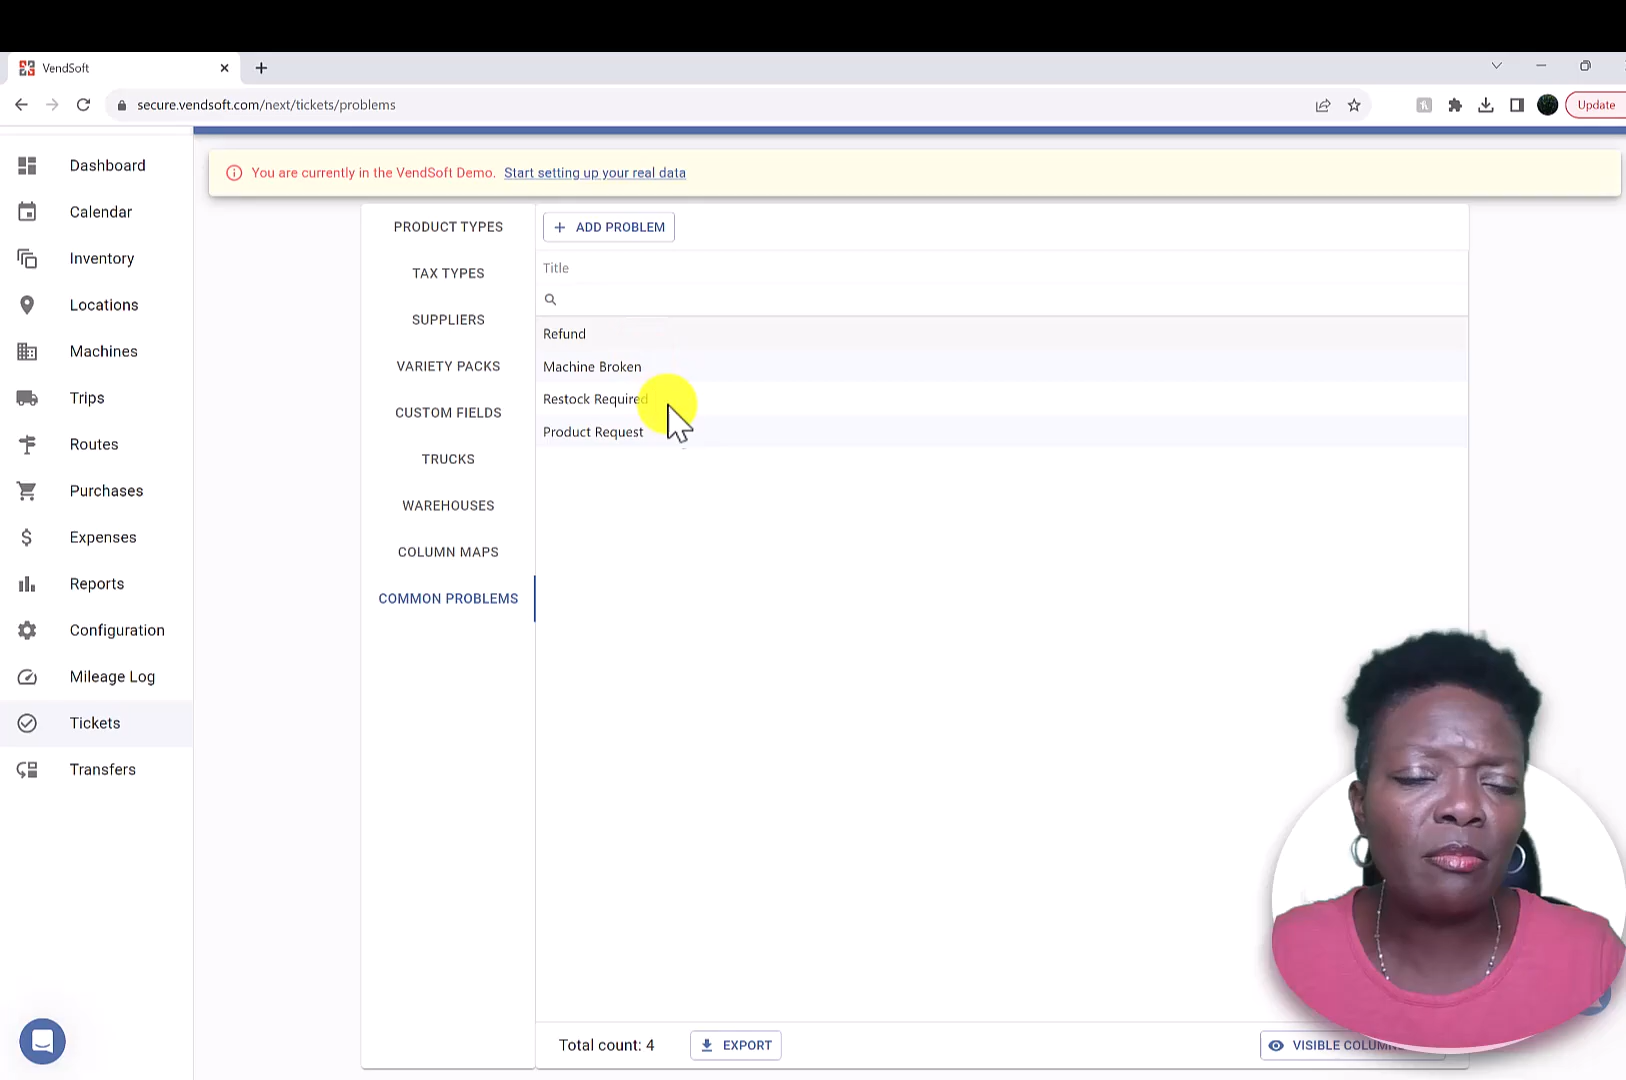 VendSoft
secure.vendsoft.com/next/tickets/problems
Update
Dashboard
Calendar
Inventory
Locations
Machines
Trips
Routes
Purchases
Expenses
Reports
Configuration
Mileage Log
Tickets
Transfers
You are currently in the VendSoft Demo. Start setting up your real data
PRODUCT TYPES
TAX TYPES
SUPPLIERS
VARIETY PACKS
CUSTOM FIELDS
TRUCKS
WAREHOUSES
COLUMN MAPS
COMMON PROBLEMS
+ ADD PROBLEM
Title
Refund
Machine Broken
Restock Required
Product Request
Total count: 4
EXPORT
VISIBLE